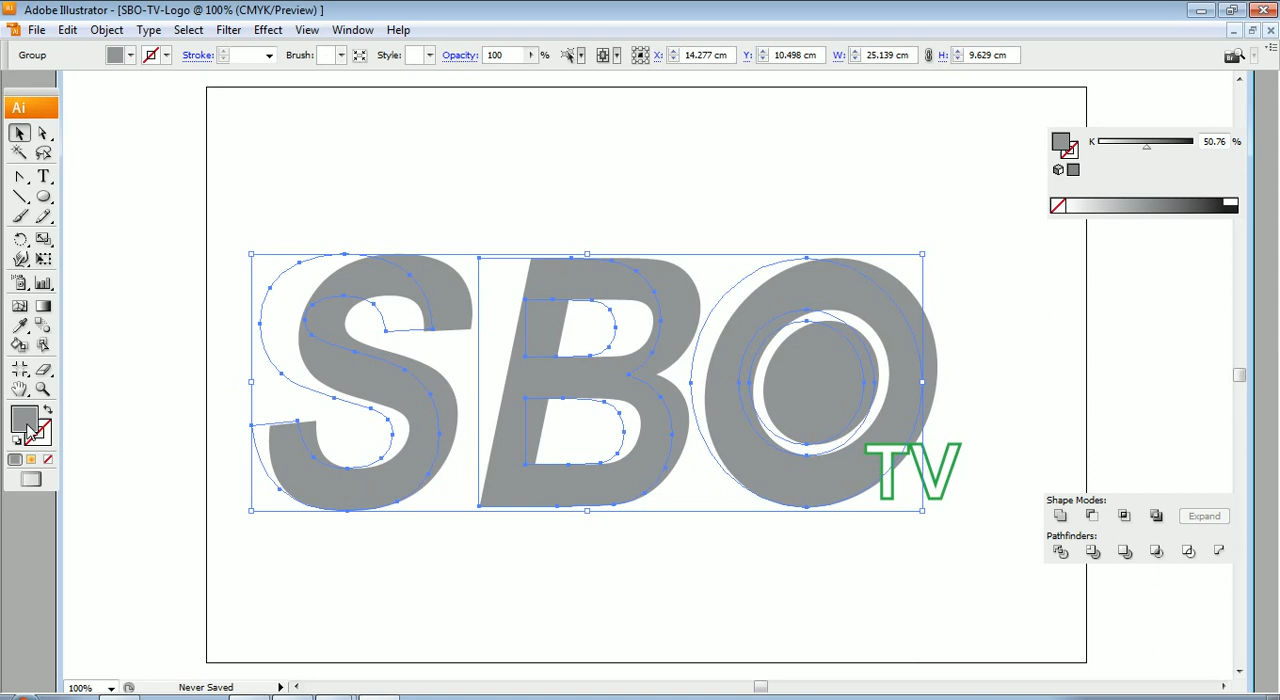 Adobe Illustrator - [SBO-TV-Logo @ 100% (CMYK/Preview) ]
File Edit Object Type Select Filter Effect View Window Help
Group Stroke: Brush: Style: Opacity: 100 % X: 14.277 cm Y: 10.498 cm W: 25.139 cm H: 9.629 cm Br
Ai
K 50.76 %
T
SBO
TV
Shape Modes:
Expand
Pathfinders:
100% Never Saved